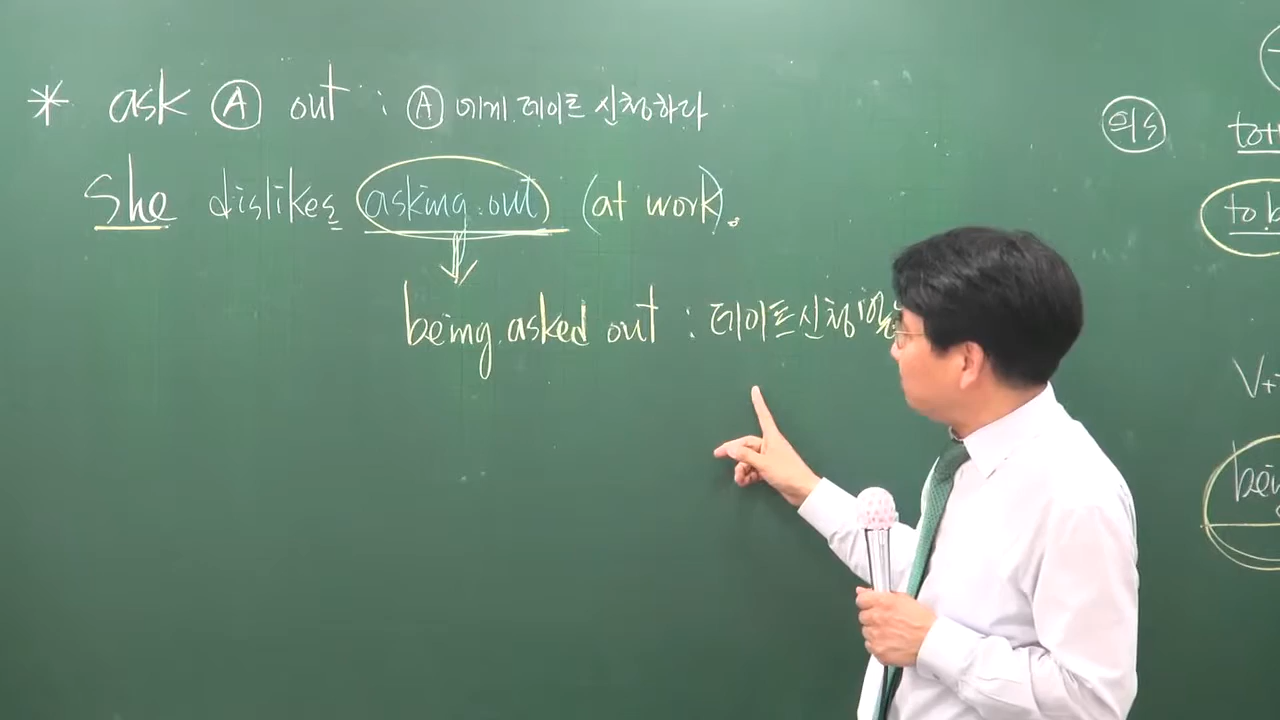 * ask Ⓐ out : Ⓐ에게 데이트 신청하다
She dislikes asking out (at work).
being asked out : 데이트신청
의s
to
to b
V+
bein